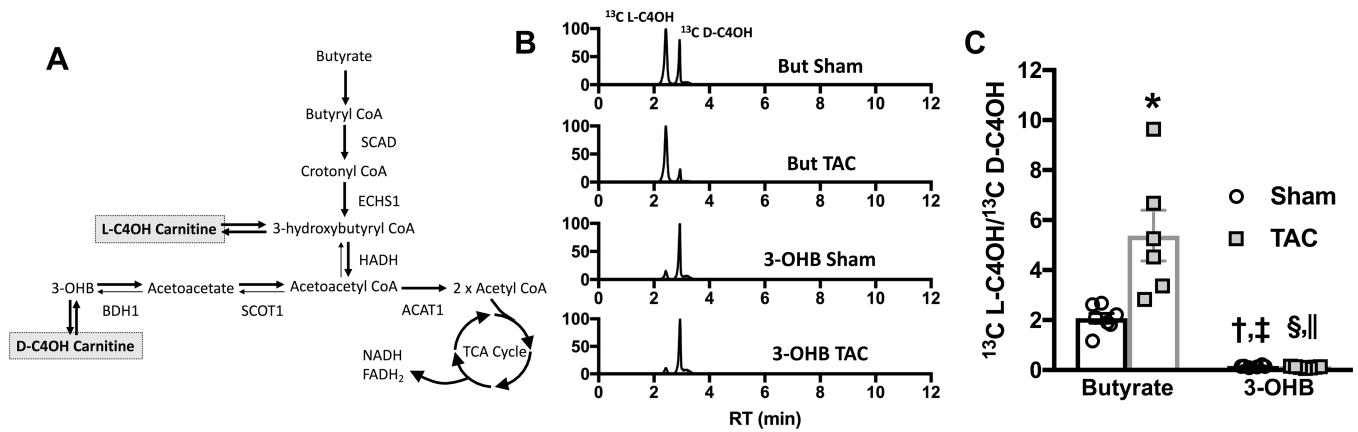 A
Butyrate
Butyryl CoA
SCAD
Crotonyl CoA
ECHS1
L-C4OH Carnitine
3-hydroxybutyryl CoA
HADH
3-OHB
Acetoacetate
Acetoacetyl CoA
2 x Acetyl CoA
BDH1
SCOT1
ACAT1
D-C4OH Carnitine
TCA Cycle
NADH
FADH₂
B
¹³C L-C4OH
¹³C D-C4OH
100
50
0
But Sham
0 2 4 6 8 10 12
100
50
0
But TAC
0 2 4 6 8 10 12
100
50
0
3-OHB Sham
0 2 4 6 8 10 12
100
50
0
3-OHB TAC
0 2 4 6 8 10 12
RT (min)
C
¹³C L-C4OH/¹³C D-C4OH
12
10
8
6
4
2
0
*
Sham
TAC
†,‡ §,||
Butyrate 3-OHB